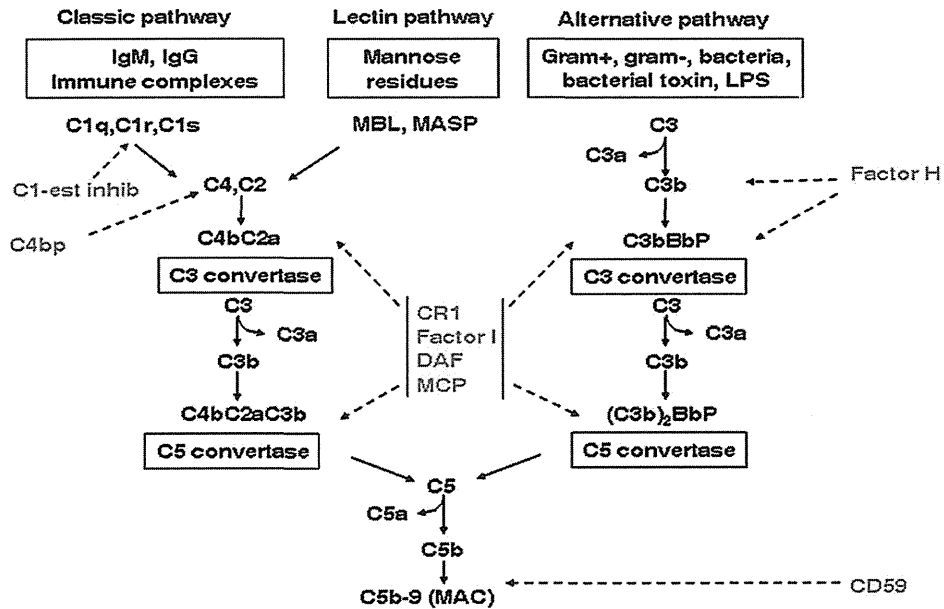 Classic pathway
Lectin pathway
Alternative pathway
IgM, IgG
Immune complexes
Mannose
residues
Gram+, gram-, bacteria,
bacterial toxin, LPS
C1q,C1r,C1s
MBL, MASP
C3
C3a
C1-est inhib
C4,C2
C3b
Factor H
C4bp
C4bC2a
C3bBbP
C3 convertase
C3 convertase
C3
C3a
C3b
CR1
Factor I
DAF
MCP
C3
C3a
C3b
C4bC2aC3b
(C3b)₂BbP
C5 convertase
C5 convertase
C5
C5a
C5b
C5b-9 (MAC)
CD59